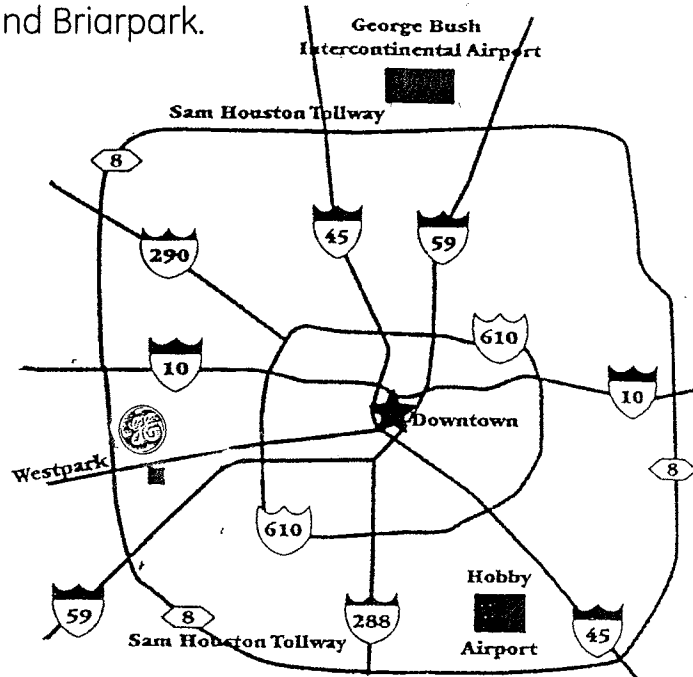 nd Briarpark.
George Bush
Intercontinental Airport
Sam Houston Tollway
8
290
45
59
610
10
10
Downtown
Westpark
8
610
Hobby
59
8
288
45
Sam Houston Tollway
Airport